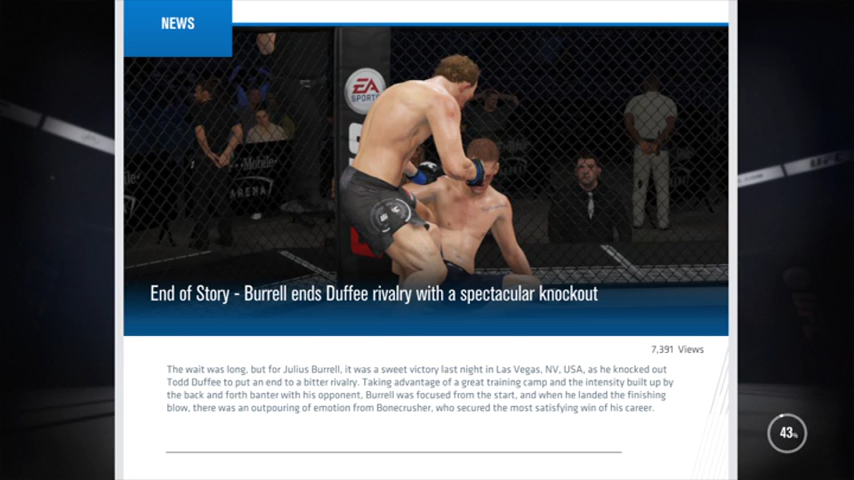 NEWS
EA
SPORTS
T-Mobile
ARENA
End of Story - Burrell ends Duffee rivalry with a spectacular knockout
7,391 Views
The wait was long, but for Julius Burrell, it was a sweet victory last night in Las Vegas, NV, USA, as he knocked out
Todd Duffee to put an end to a bitter rivalry. Taking advantage of a great training camp and the intensity built up by
the back and forth banter with his opponent, Burrell was focused from the start, and when he landed the finishing
blow, there was an outpouring of emotion from Bonecrusher, who secured the most satisfying win of his career.
43%